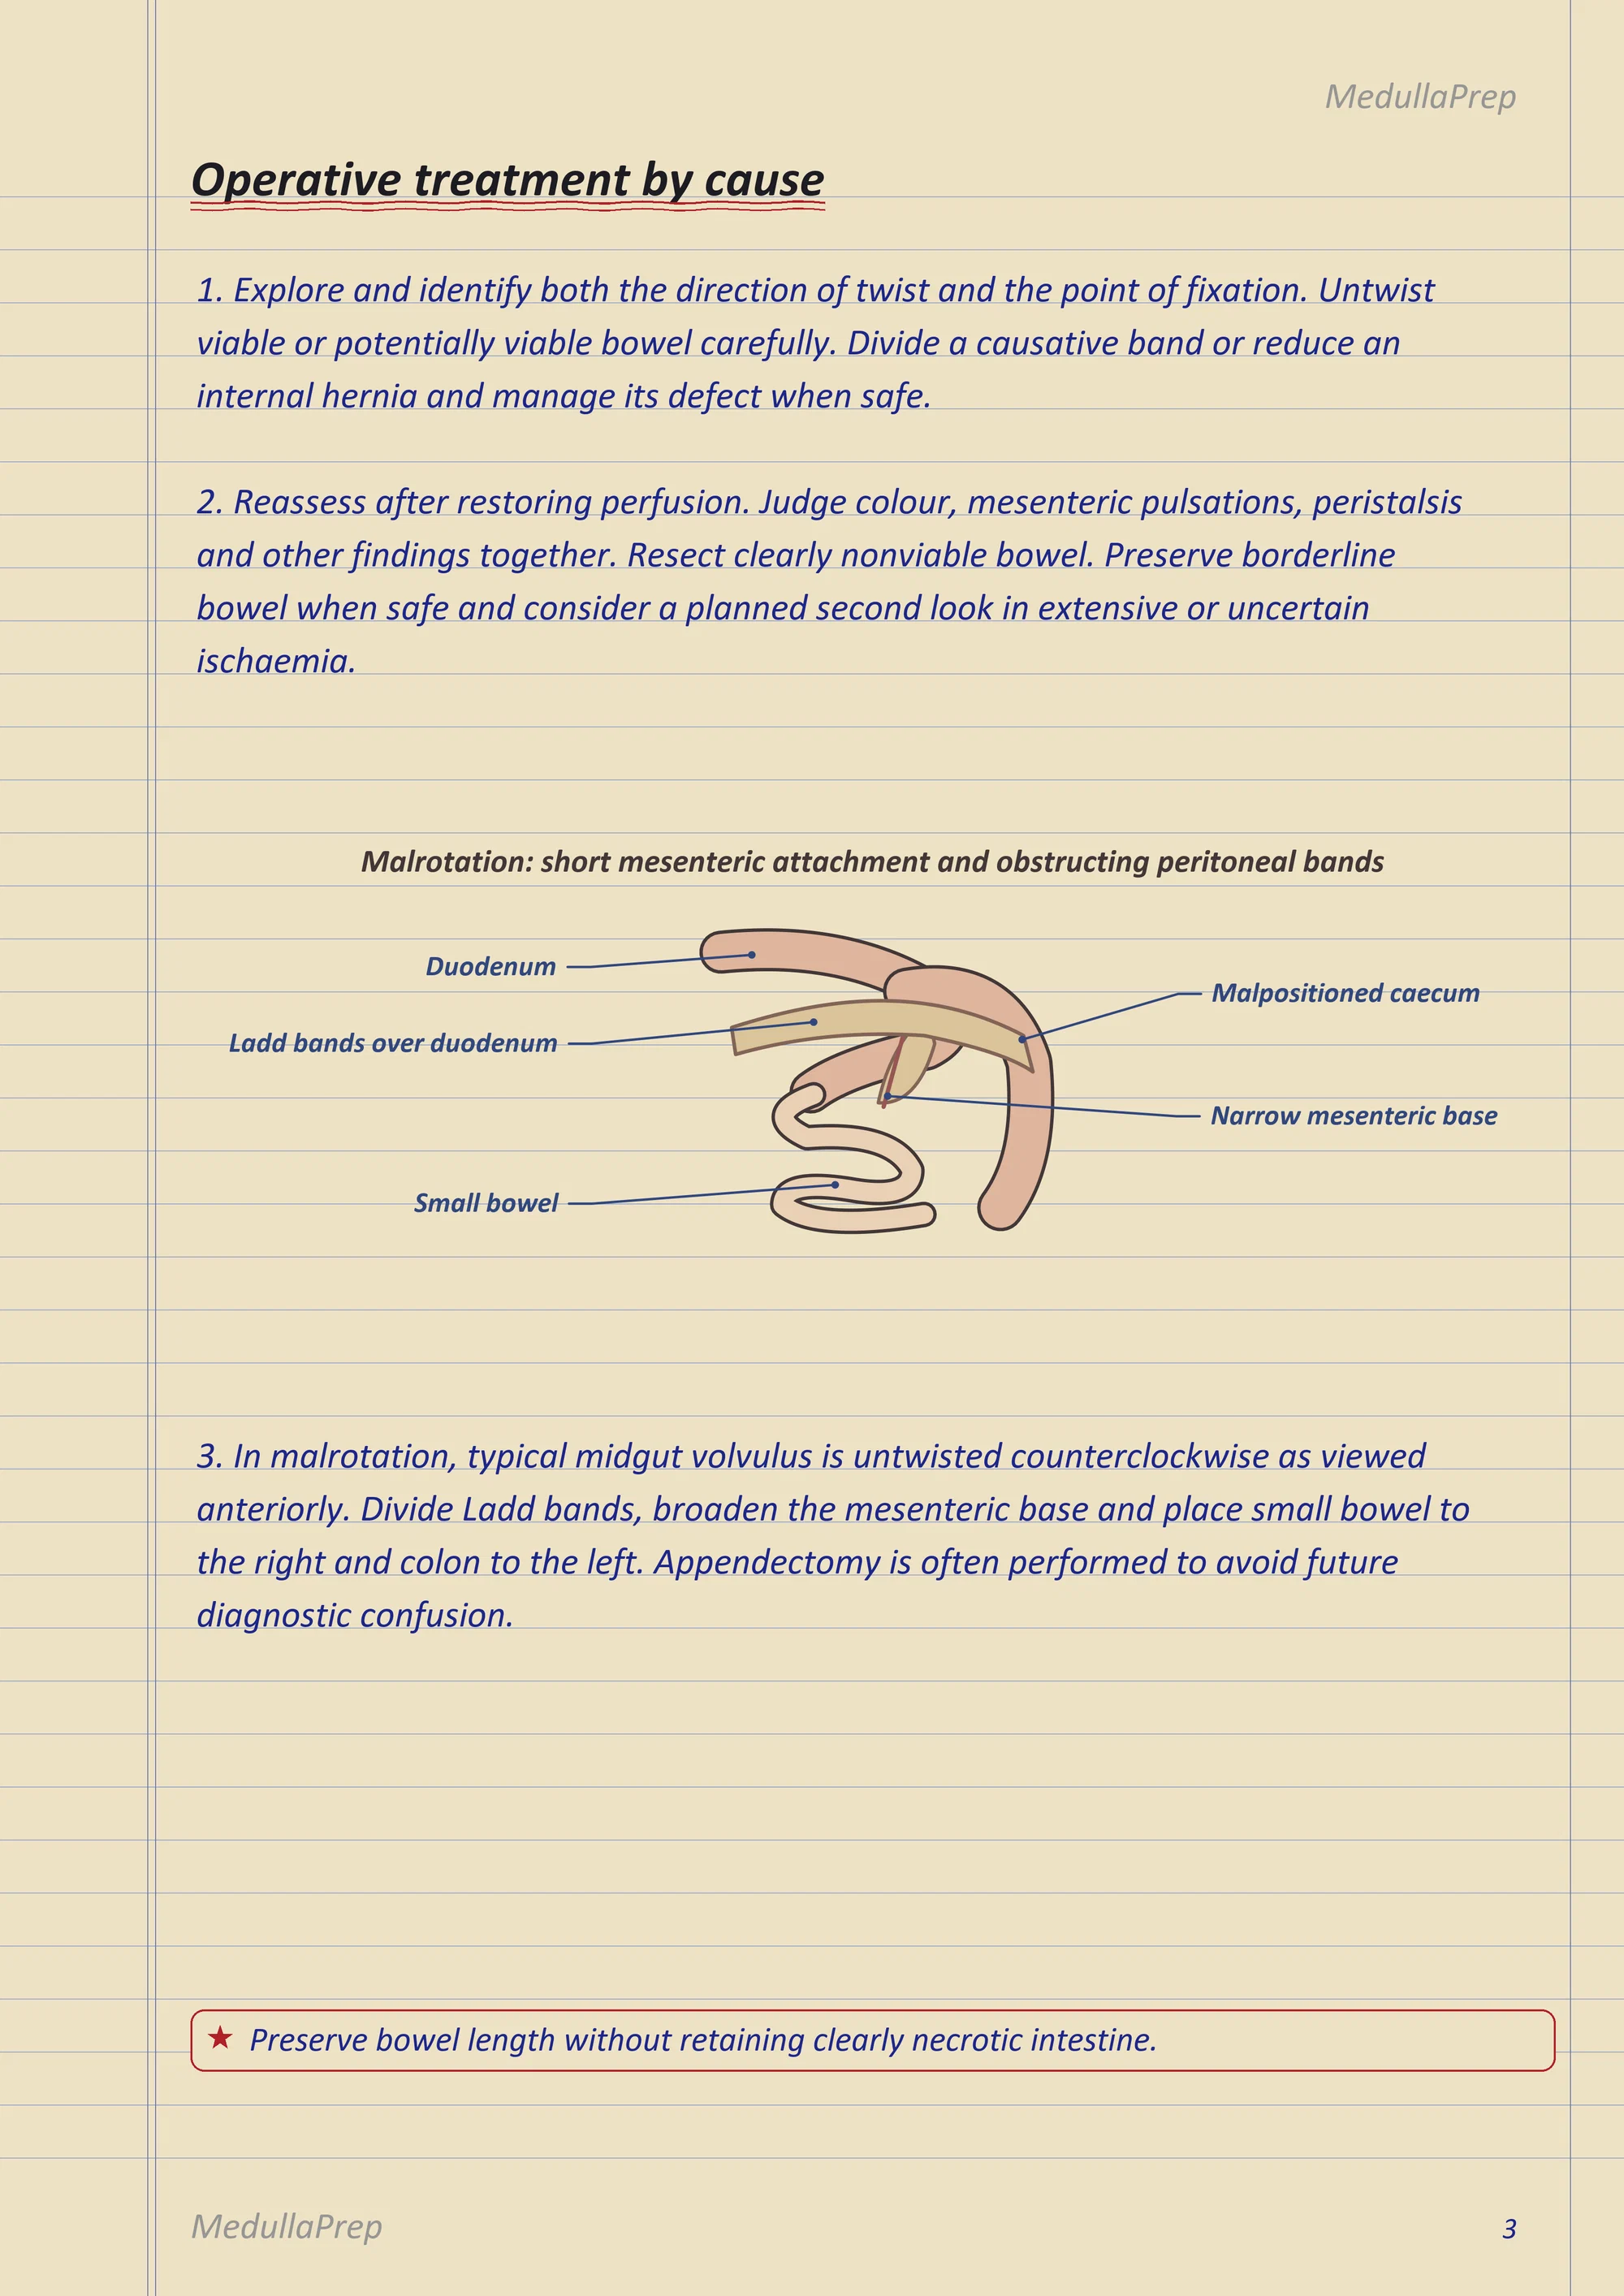 MedullaPrep
Operative treatment by cause
1. Explore and identify both the direction of twist and the point of fixation. Untwist
viable or potentially viable bowel carefully. Divide a causative band or reduce an
internal hernia and manage its defect when safe.
2. Reassess after restoring perfusion. Judge colour, mesenteric pulsations, peristalsis
and other findings together. Resect clearly nonviable bowel. Preserve borderline
bowel when safe and consider a planned second look in extensive or uncertain
ischaemia.
Malrotation: short mesenteric attachment and obstructing peritoneal bands
Duodenum
Malpositioned caecum
Ladd bands over duodenum
Narrow mesenteric base
Small bowel
3. In malrotation, typical midgut volvulus is untwisted counterclockwise as viewed
anteriorly. Divide Ladd bands, broaden the mesenteric base and place small bowel to
the right and colon to the left. Appendectomy is often performed to avoid future
diagnostic confusion.
★ Preserve bowel length without retaining clearly necrotic intestine.
MedullaPrep
3